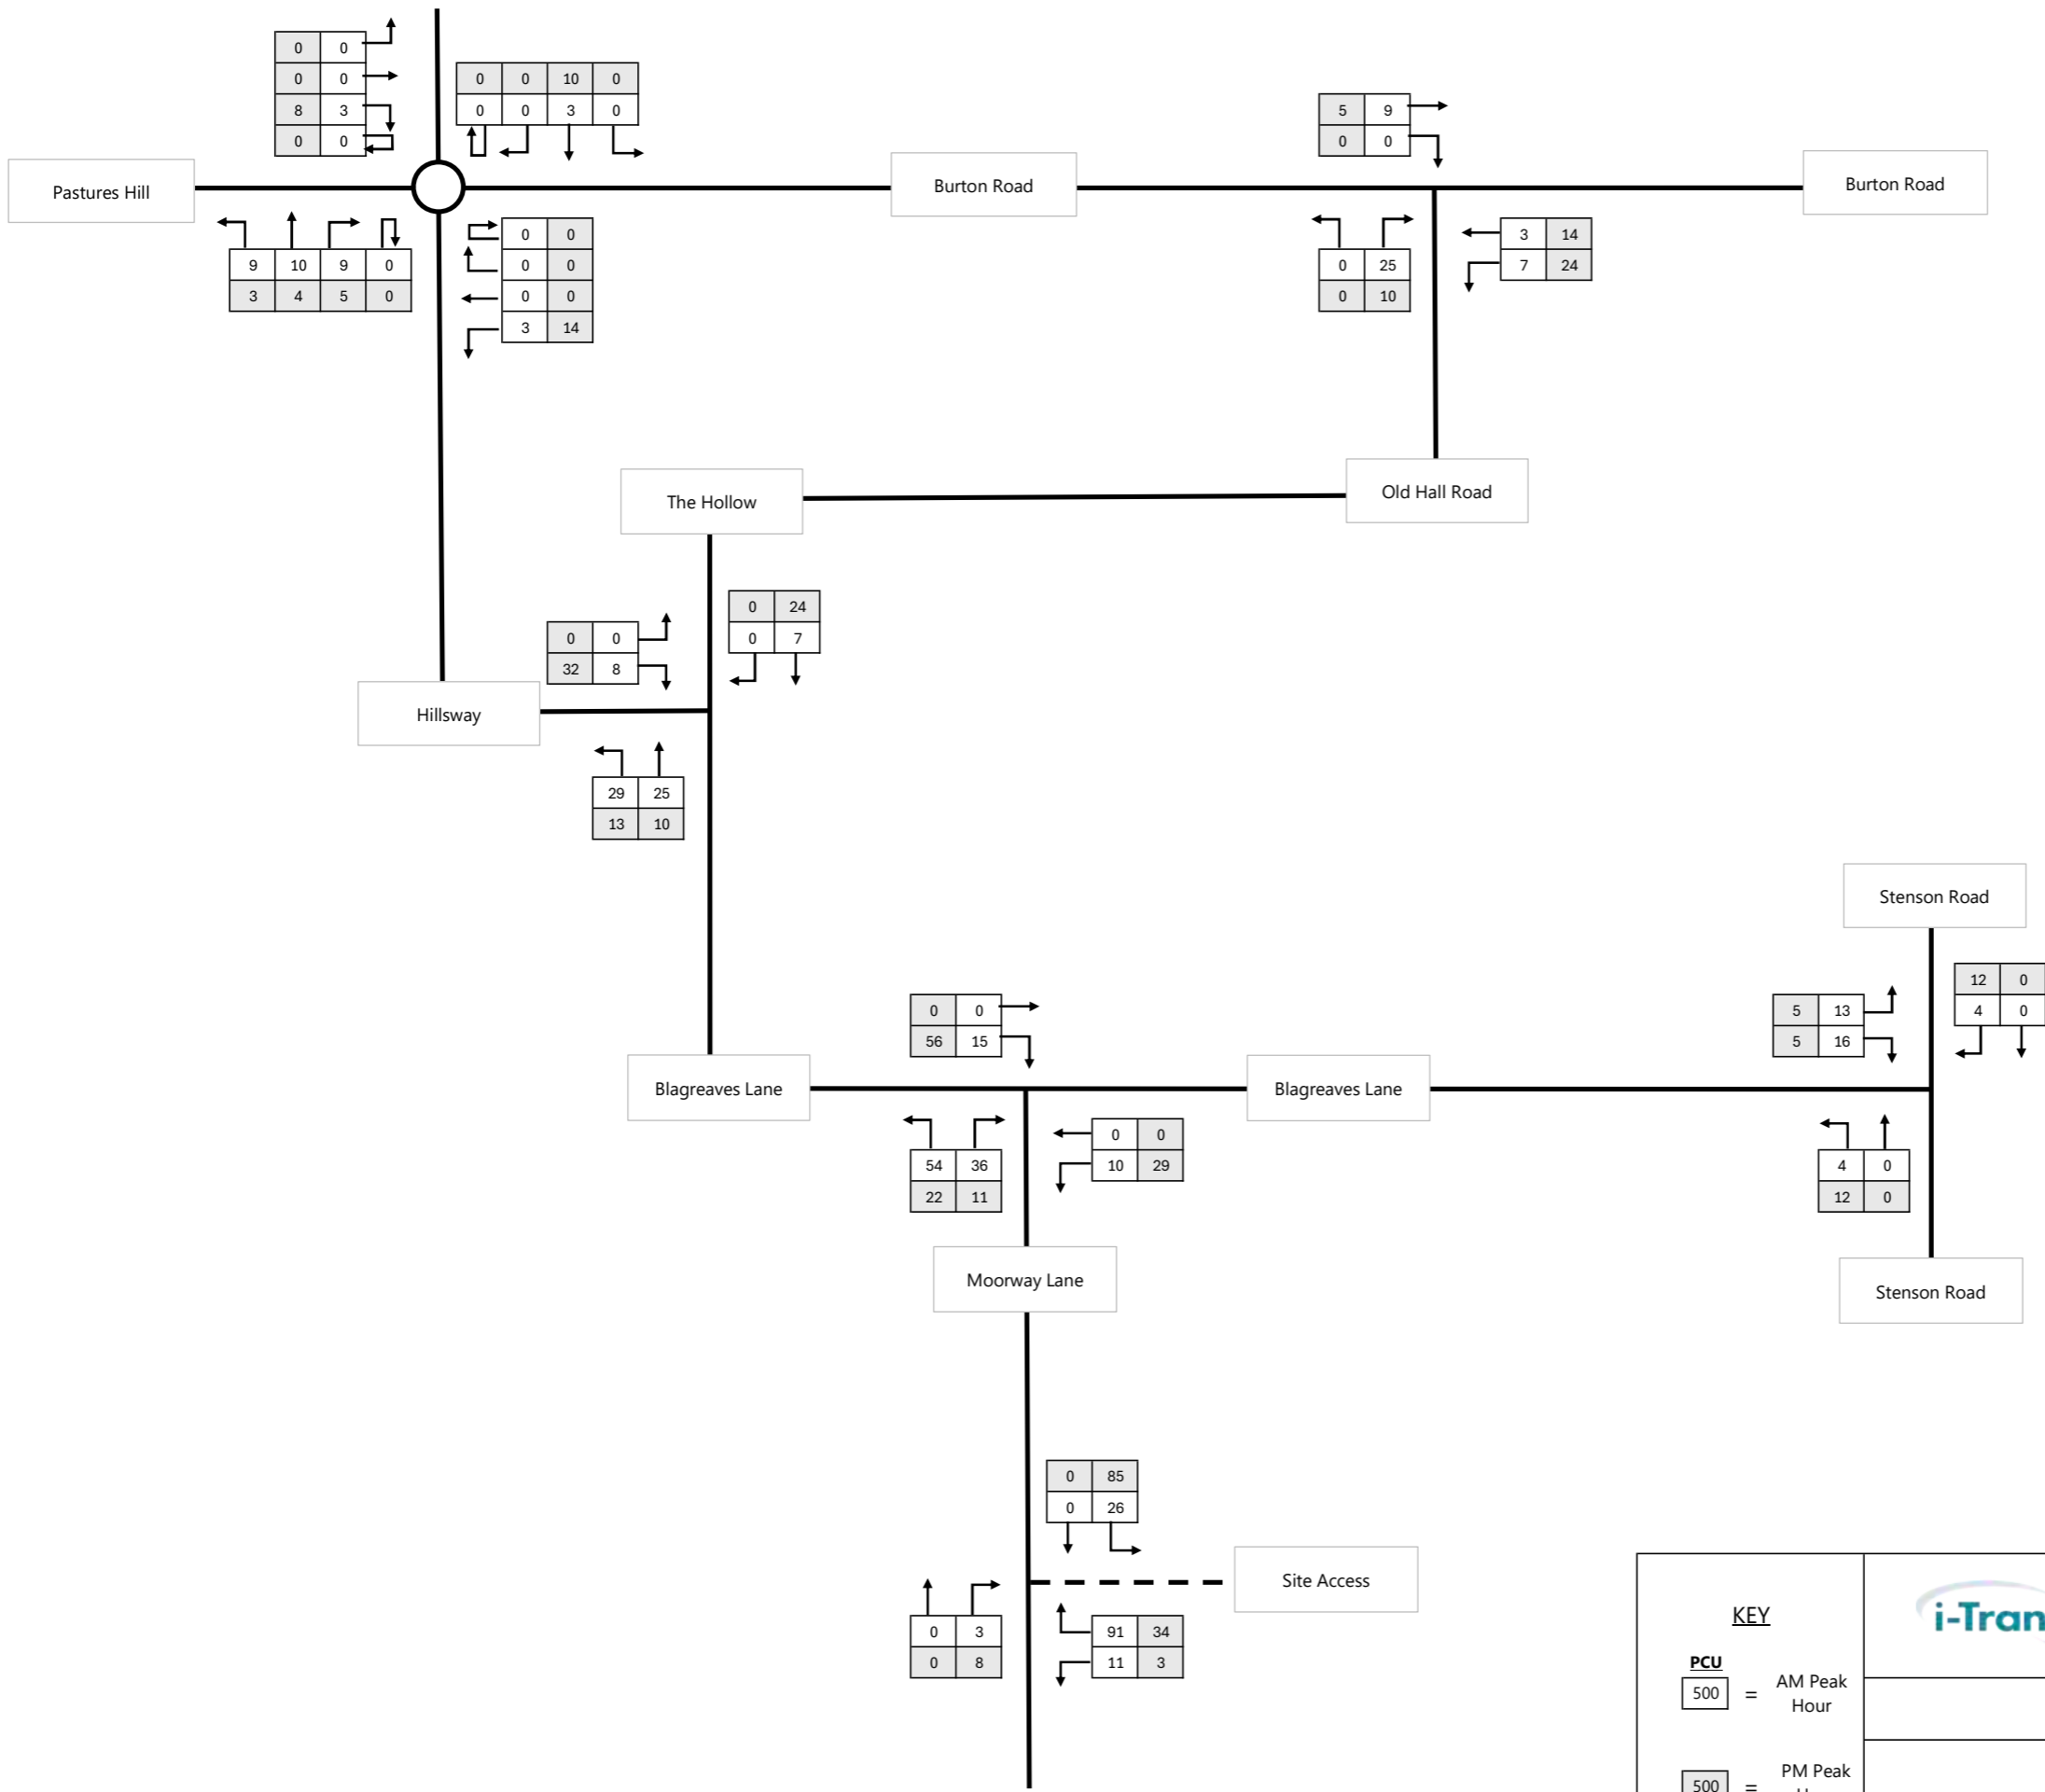 0 0
0 0
8 3
0 0
0 0 10 0
0 0 3 0
5 9
0 0
Pastures Hill
Burton Road
Burton Road
9 10 9 0
3 4 5 0
0 0
0 0
0 0
3 14
0 25
0 10
3 14
7 24
The Hollow
Old Hall Road
0 24
0 7
0 0
32 8
Hillsway
29 25
13 10
Stenson Road
12 0
4 0
5 13
5 16
0 0
56 15
Blagreaves Lane
Blagreaves Lane
54 36
22 11
0 0
10 29
4 0
12 0
Moorway Lane
Stenson Road
0 85
0 26
Site Access
0 3
0 8
91 34
11 3
KEY
i-Tran
PCU
500 = AM Peak
Hour
500 = PM Peak